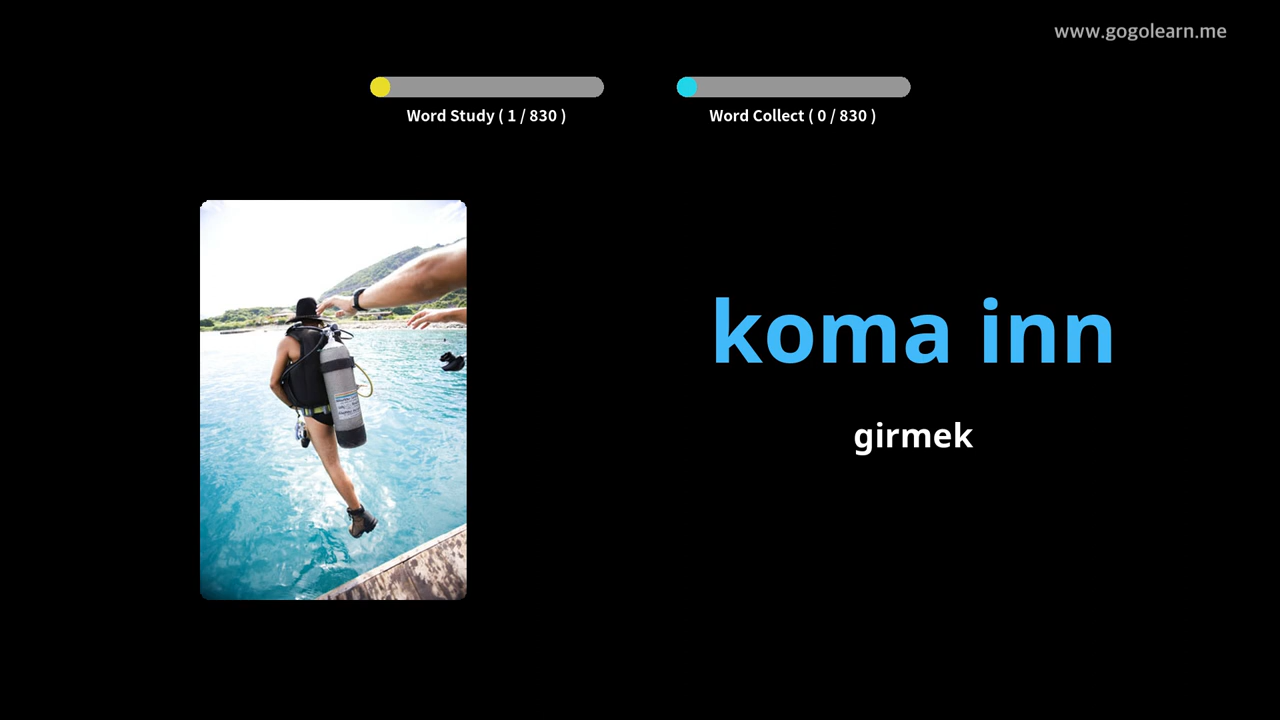 www.gogolearn.me
Word Study ( 1 / 830 )
Word Collect ( 0 / 830 )
koma inn
girmek